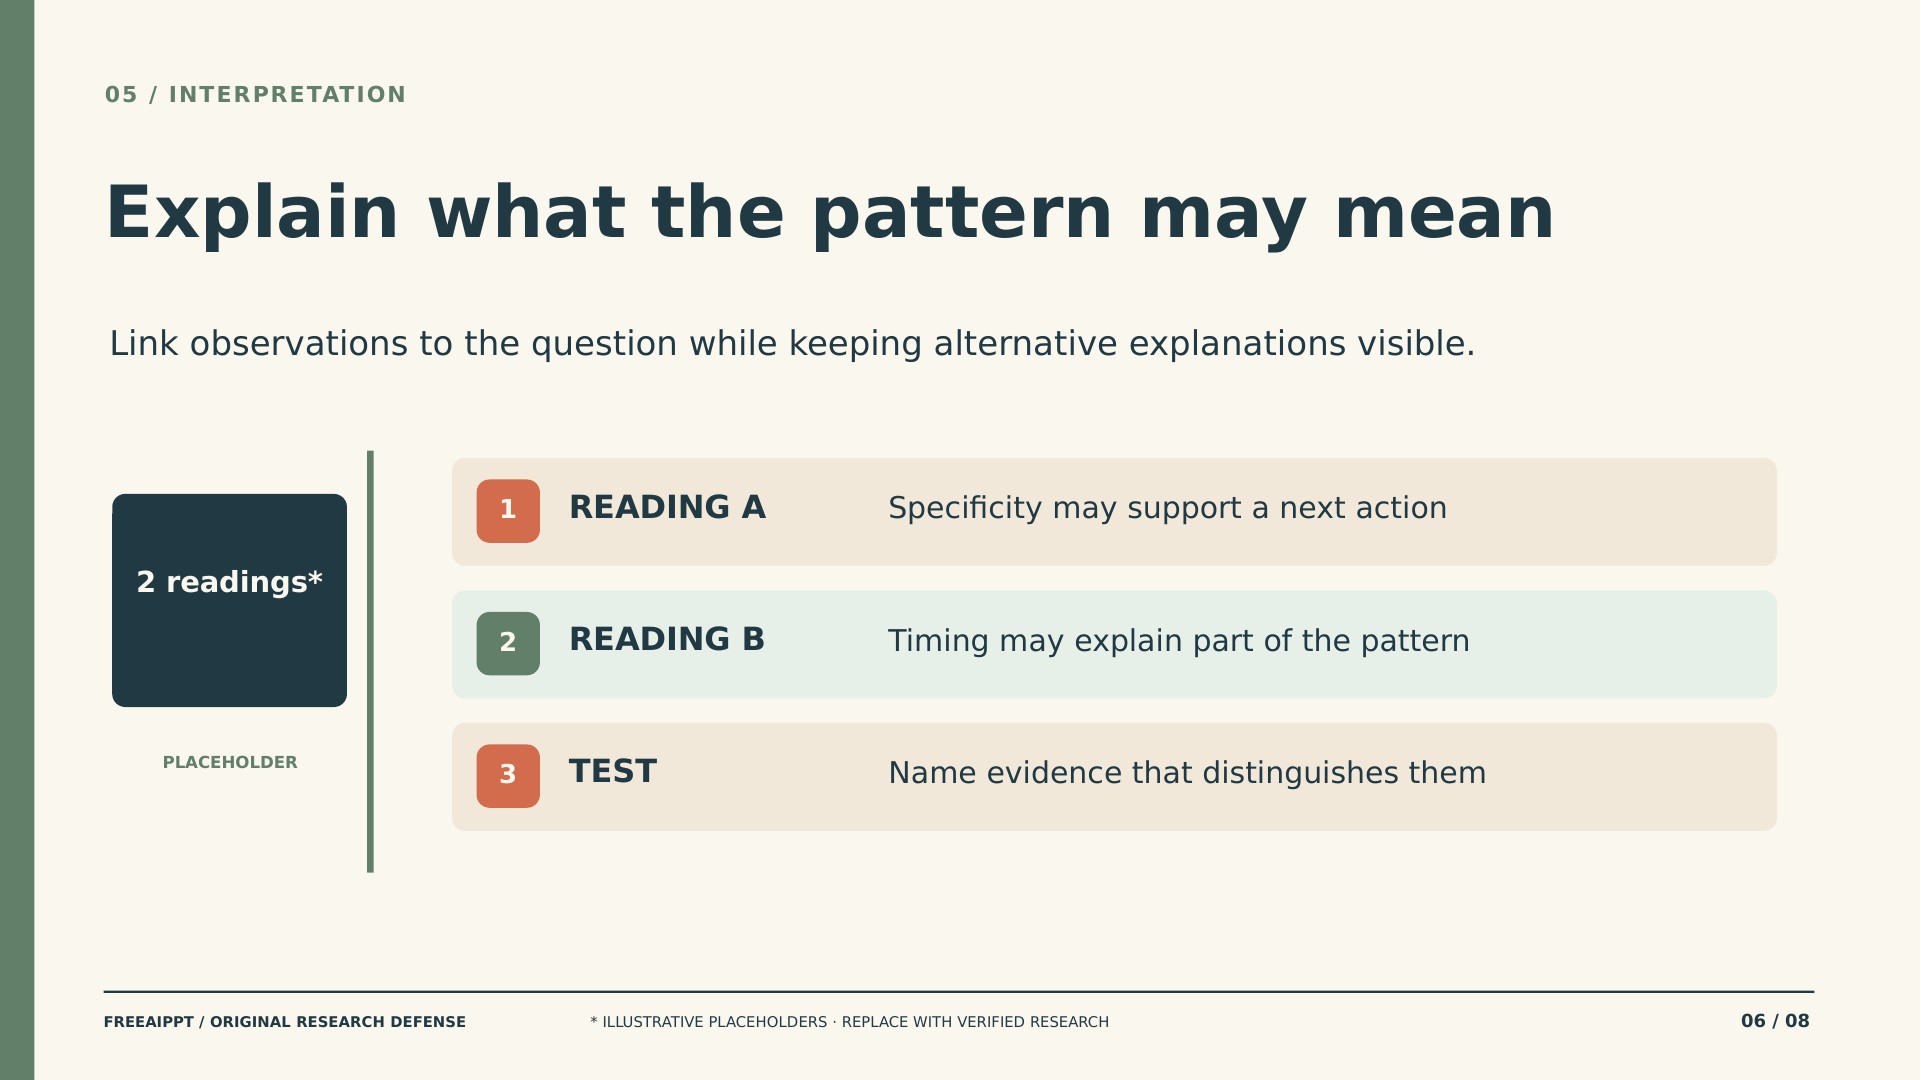 05 / INTERPRETATION
Explain what the pattern may mean
Link observations to the question while keeping alternative explanations visible.
2 readings*
PLACEHOLDER
1 READING A Specificity may support a next action
2 READING B Timing may explain part of the pattern
3 TEST Name evidence that distinguishes them
FREEAIPPT / ORIGINAL RESEARCH DEFENSE * ILLUSTRATIVE PLACEHOLDERS · REPLACE WITH VERIFIED RESEARCH 06 / 08